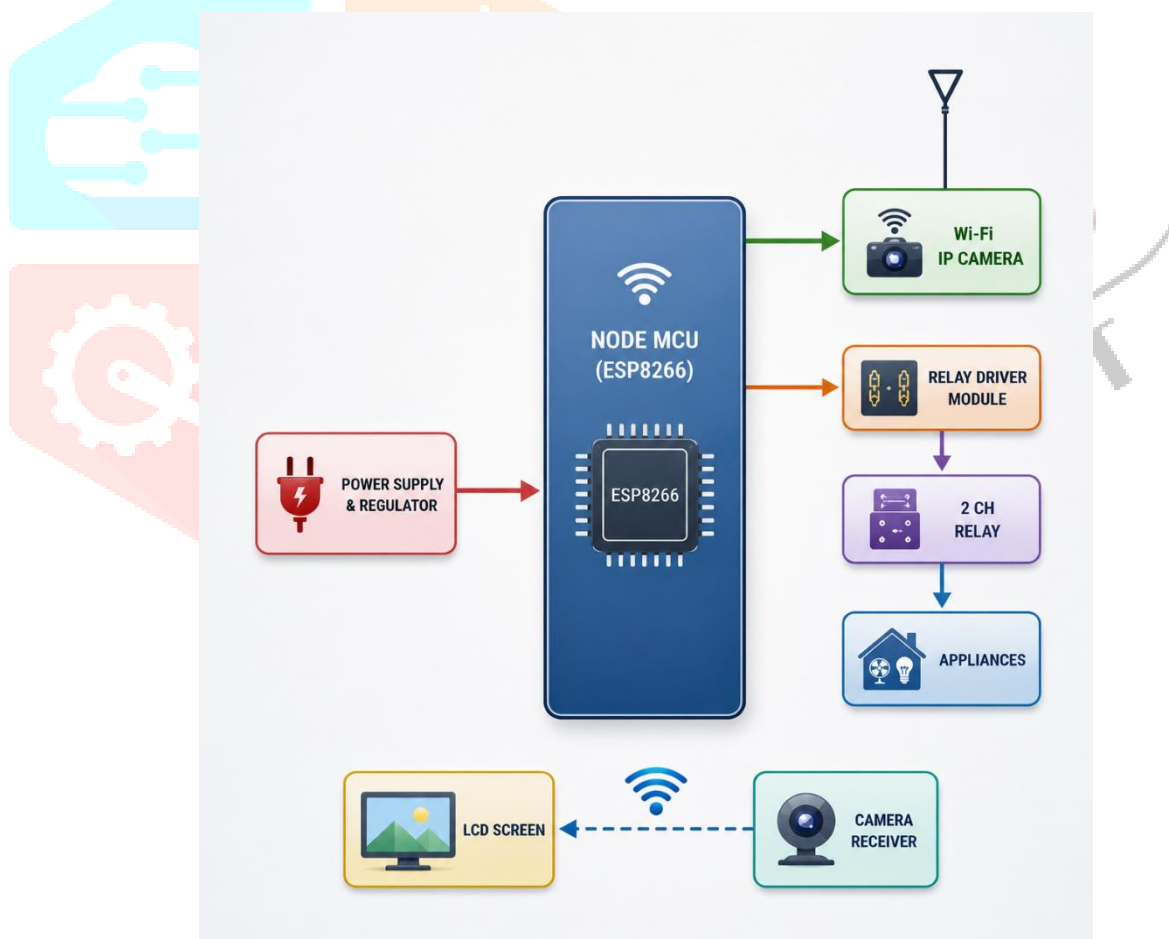 Wi-Fi
IP CAMERA
NODE MCU
(ESP8266)
RELAY DRIVER
MODULE
POWER SUPPLY
& REGULATOR
ESP8266
2 CH
RELAY
APPLIANCES
LCD SCREEN
CAMERA
RECEIVER